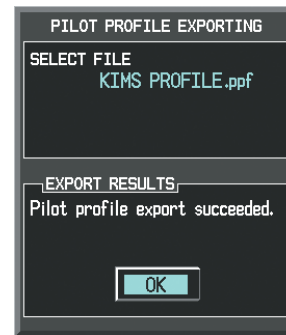 PILOT PROFILE EXPORTING
SELECT FILE
KIMS PROFILE.ppf
EXPORT RESULTS
Pilot profile export succeeded.
OK